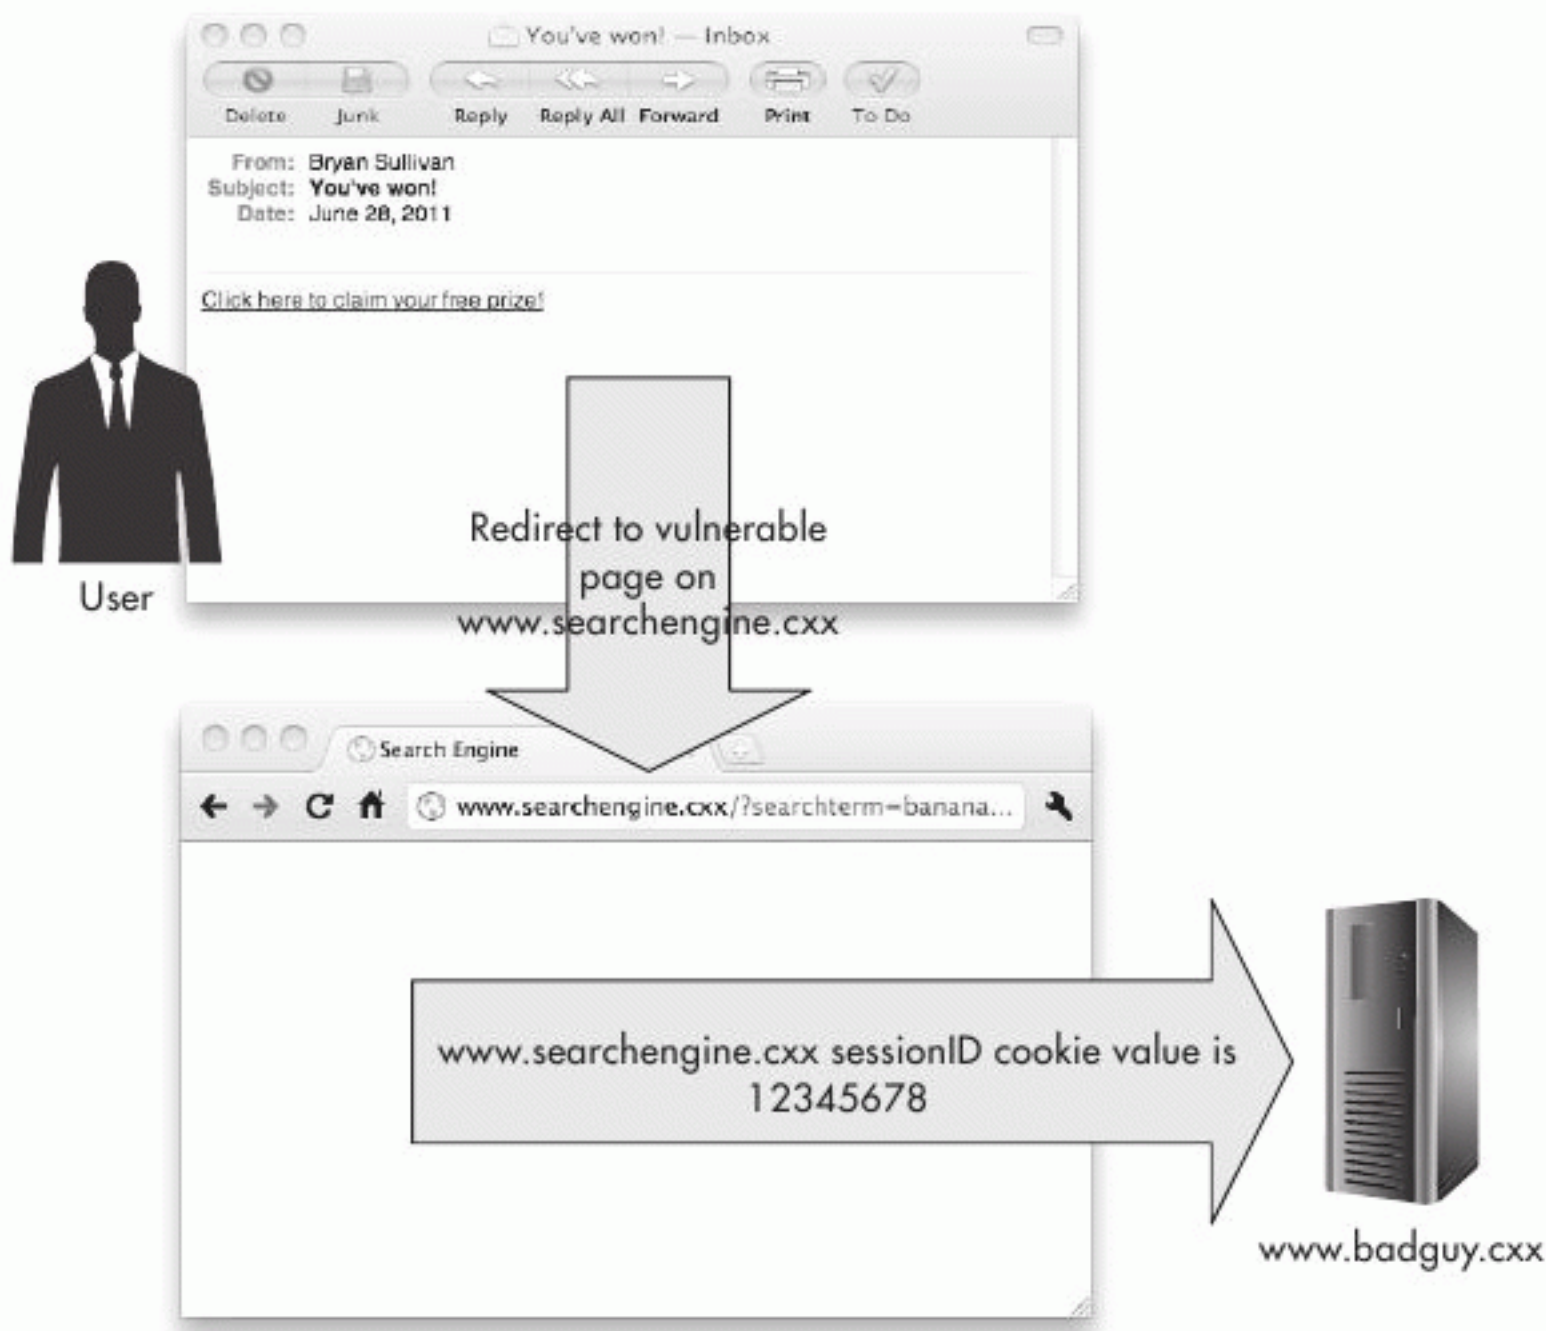 You've won! — Inbox
Delete Junk Reply Reply All Forward Print To Do
From: Bryan Sullivan
Subject: You've won!
Date: June 28, 2011
Click here to claim your free prize!
User
Redirect to vulnerable
page on
www.searchengine.cxx
Search Engine
www.searchengine.cxx/?searchterm=banana...
www.searchengine.cxx sessionID cookie value is
12345678
www.badguy.cxx